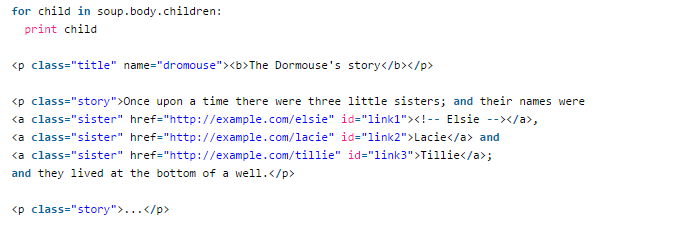 for child in soup.body.children:
print child
<p class="title" name="dromouse"><b>The Dormouse's story</b></p>
<p class="story">Once upon a time there were three little sisters; and their names were
<a class="sister" href="http://example.com/elsie" id="link1"><!-- Elsie --></a>,
<a class="sister" href="http://example.com/lacie" id="link2">Lacie</a> and
<a class="sister" href="http://example.com/tillie" id="link3">Tillie</a>;
and they lived at the bottom of a well.</p>
<p class="story">...</p>